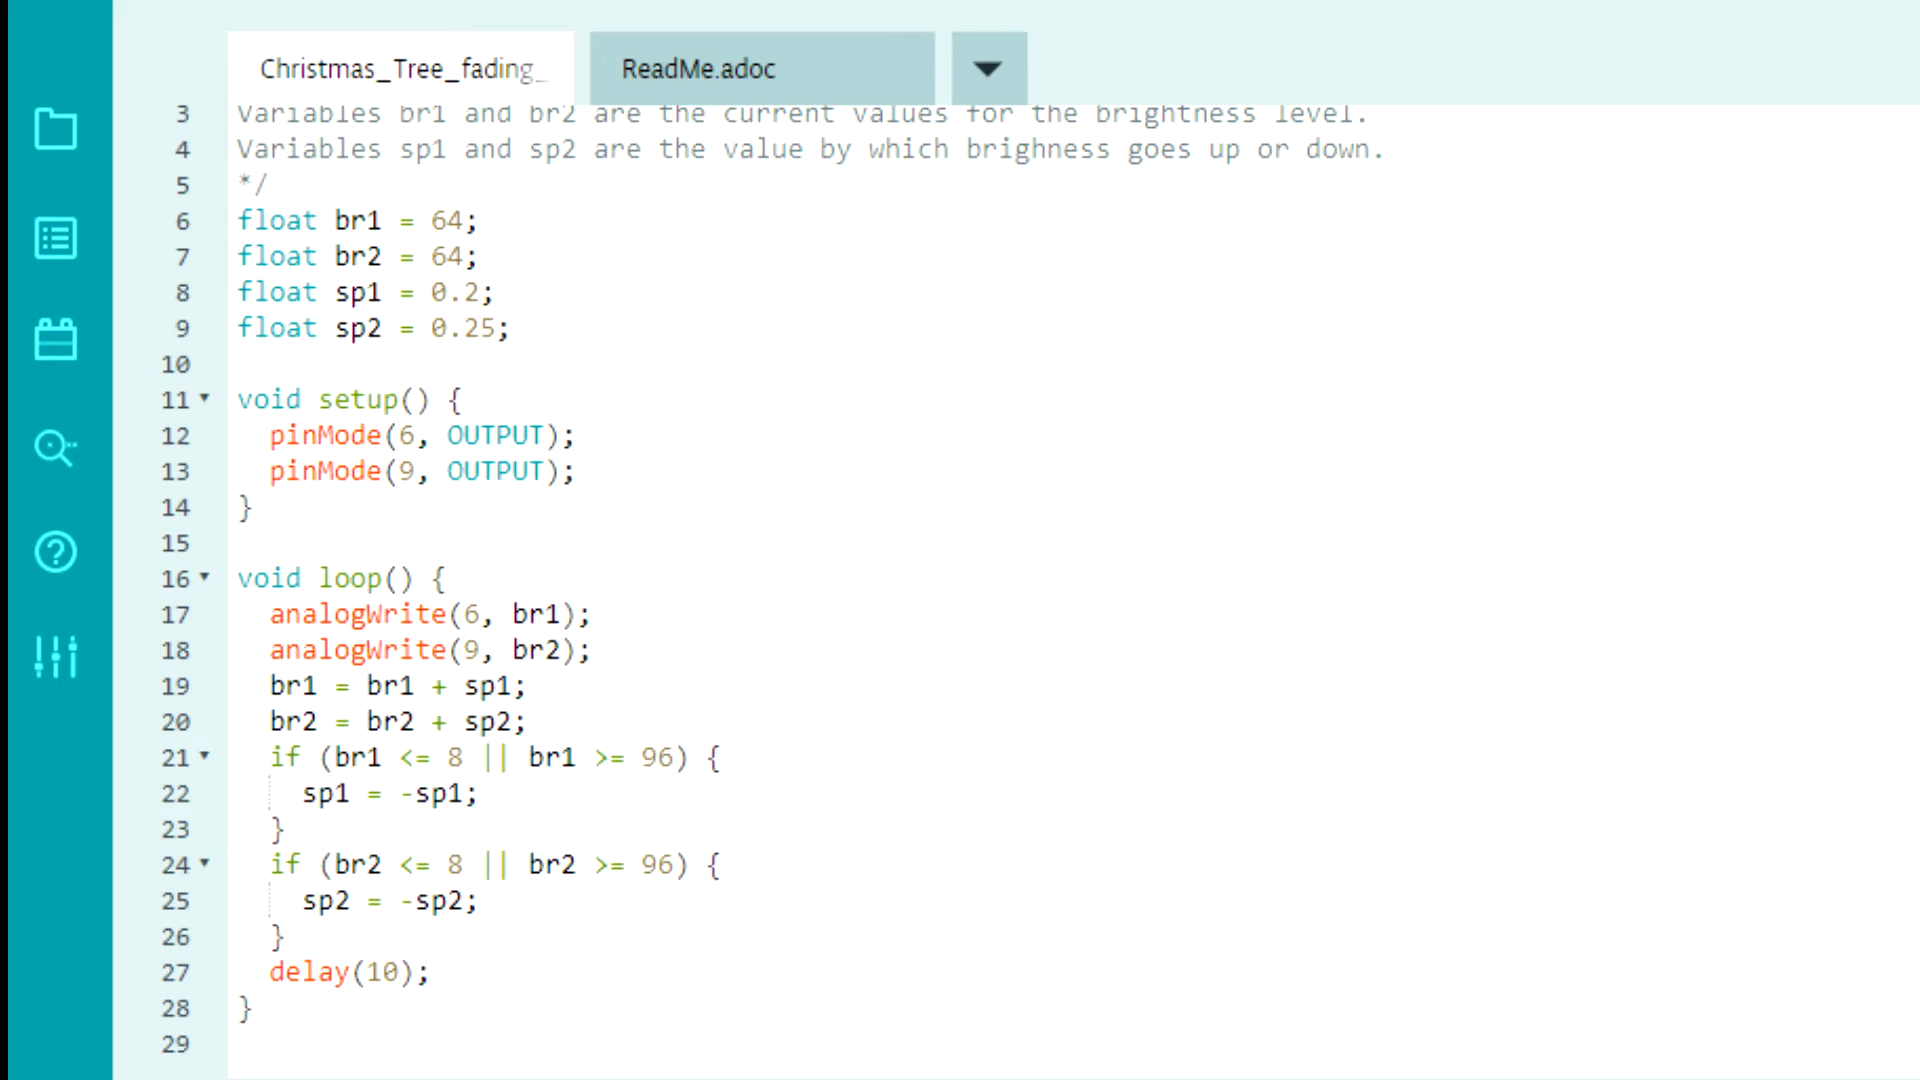 Christmas_Tree_fading_
ReadMe.adoc
3 Variables br1 and br2 are the current values for the brightness level.
4 Variables sp1 and sp2 are the value by which brighness goes up or down.
5 */
6 float br1 = 64;
7 float br2 = 64;
8 float sp1 = 0.2;
9 float sp2 = 0.25;
10
11 void setup() {
12 pinMode(6, OUTPUT);
13 pinMode(9, OUTPUT);
14 }
15
16 void loop() {
17 analogWrite(6, br1);
18 analogWrite(9, br2);
19 br1 = br1 + sp1;
20 br2 = br2 + sp2;
21 if (br1 <= 8 || br1 >= 96) {
22 sp1 = -sp1;
23 }
24 if (br2 <= 8 || br2 >= 96) {
25 sp2 = -sp2;
26 }
27 delay(10);
28 }
29